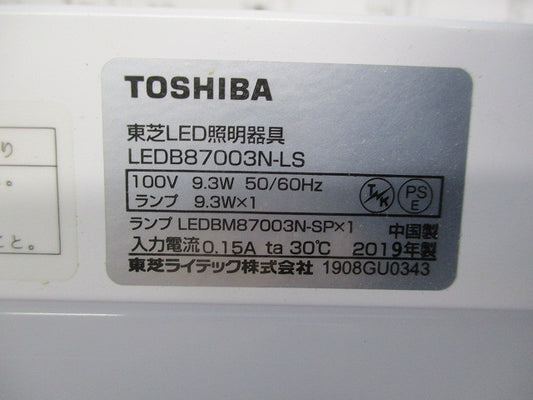 TOSHIBA
東芝LED照明器具
LEDB87003N-LS
100V 9.3W 50/60Hz
ランプ 9.3W×1
PS
E
ランプ LEDBM87003N-SP×1 中国製
入力電流0.15A ta 30℃ 2019年製
東芝ライテック株式会社 1908GU0343
り
こと。